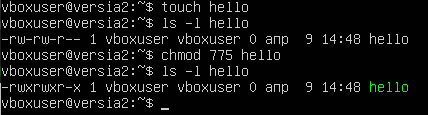 vboxuser@versia2:~$ touch hello
vboxuser@versia2:~$ ls -l hello
-rw-rw-r-- 1 vboxuser vboxuser 0 апр  9 14:48 hello
vboxuser@versia2:~$ chmod 775 hello
vboxuser@versia2:~$ ls -l hello
-rwxrwxr-x 1 vboxuser vboxuser 0 апр  9 14:48 hello
vboxuser@versia2:~$ _